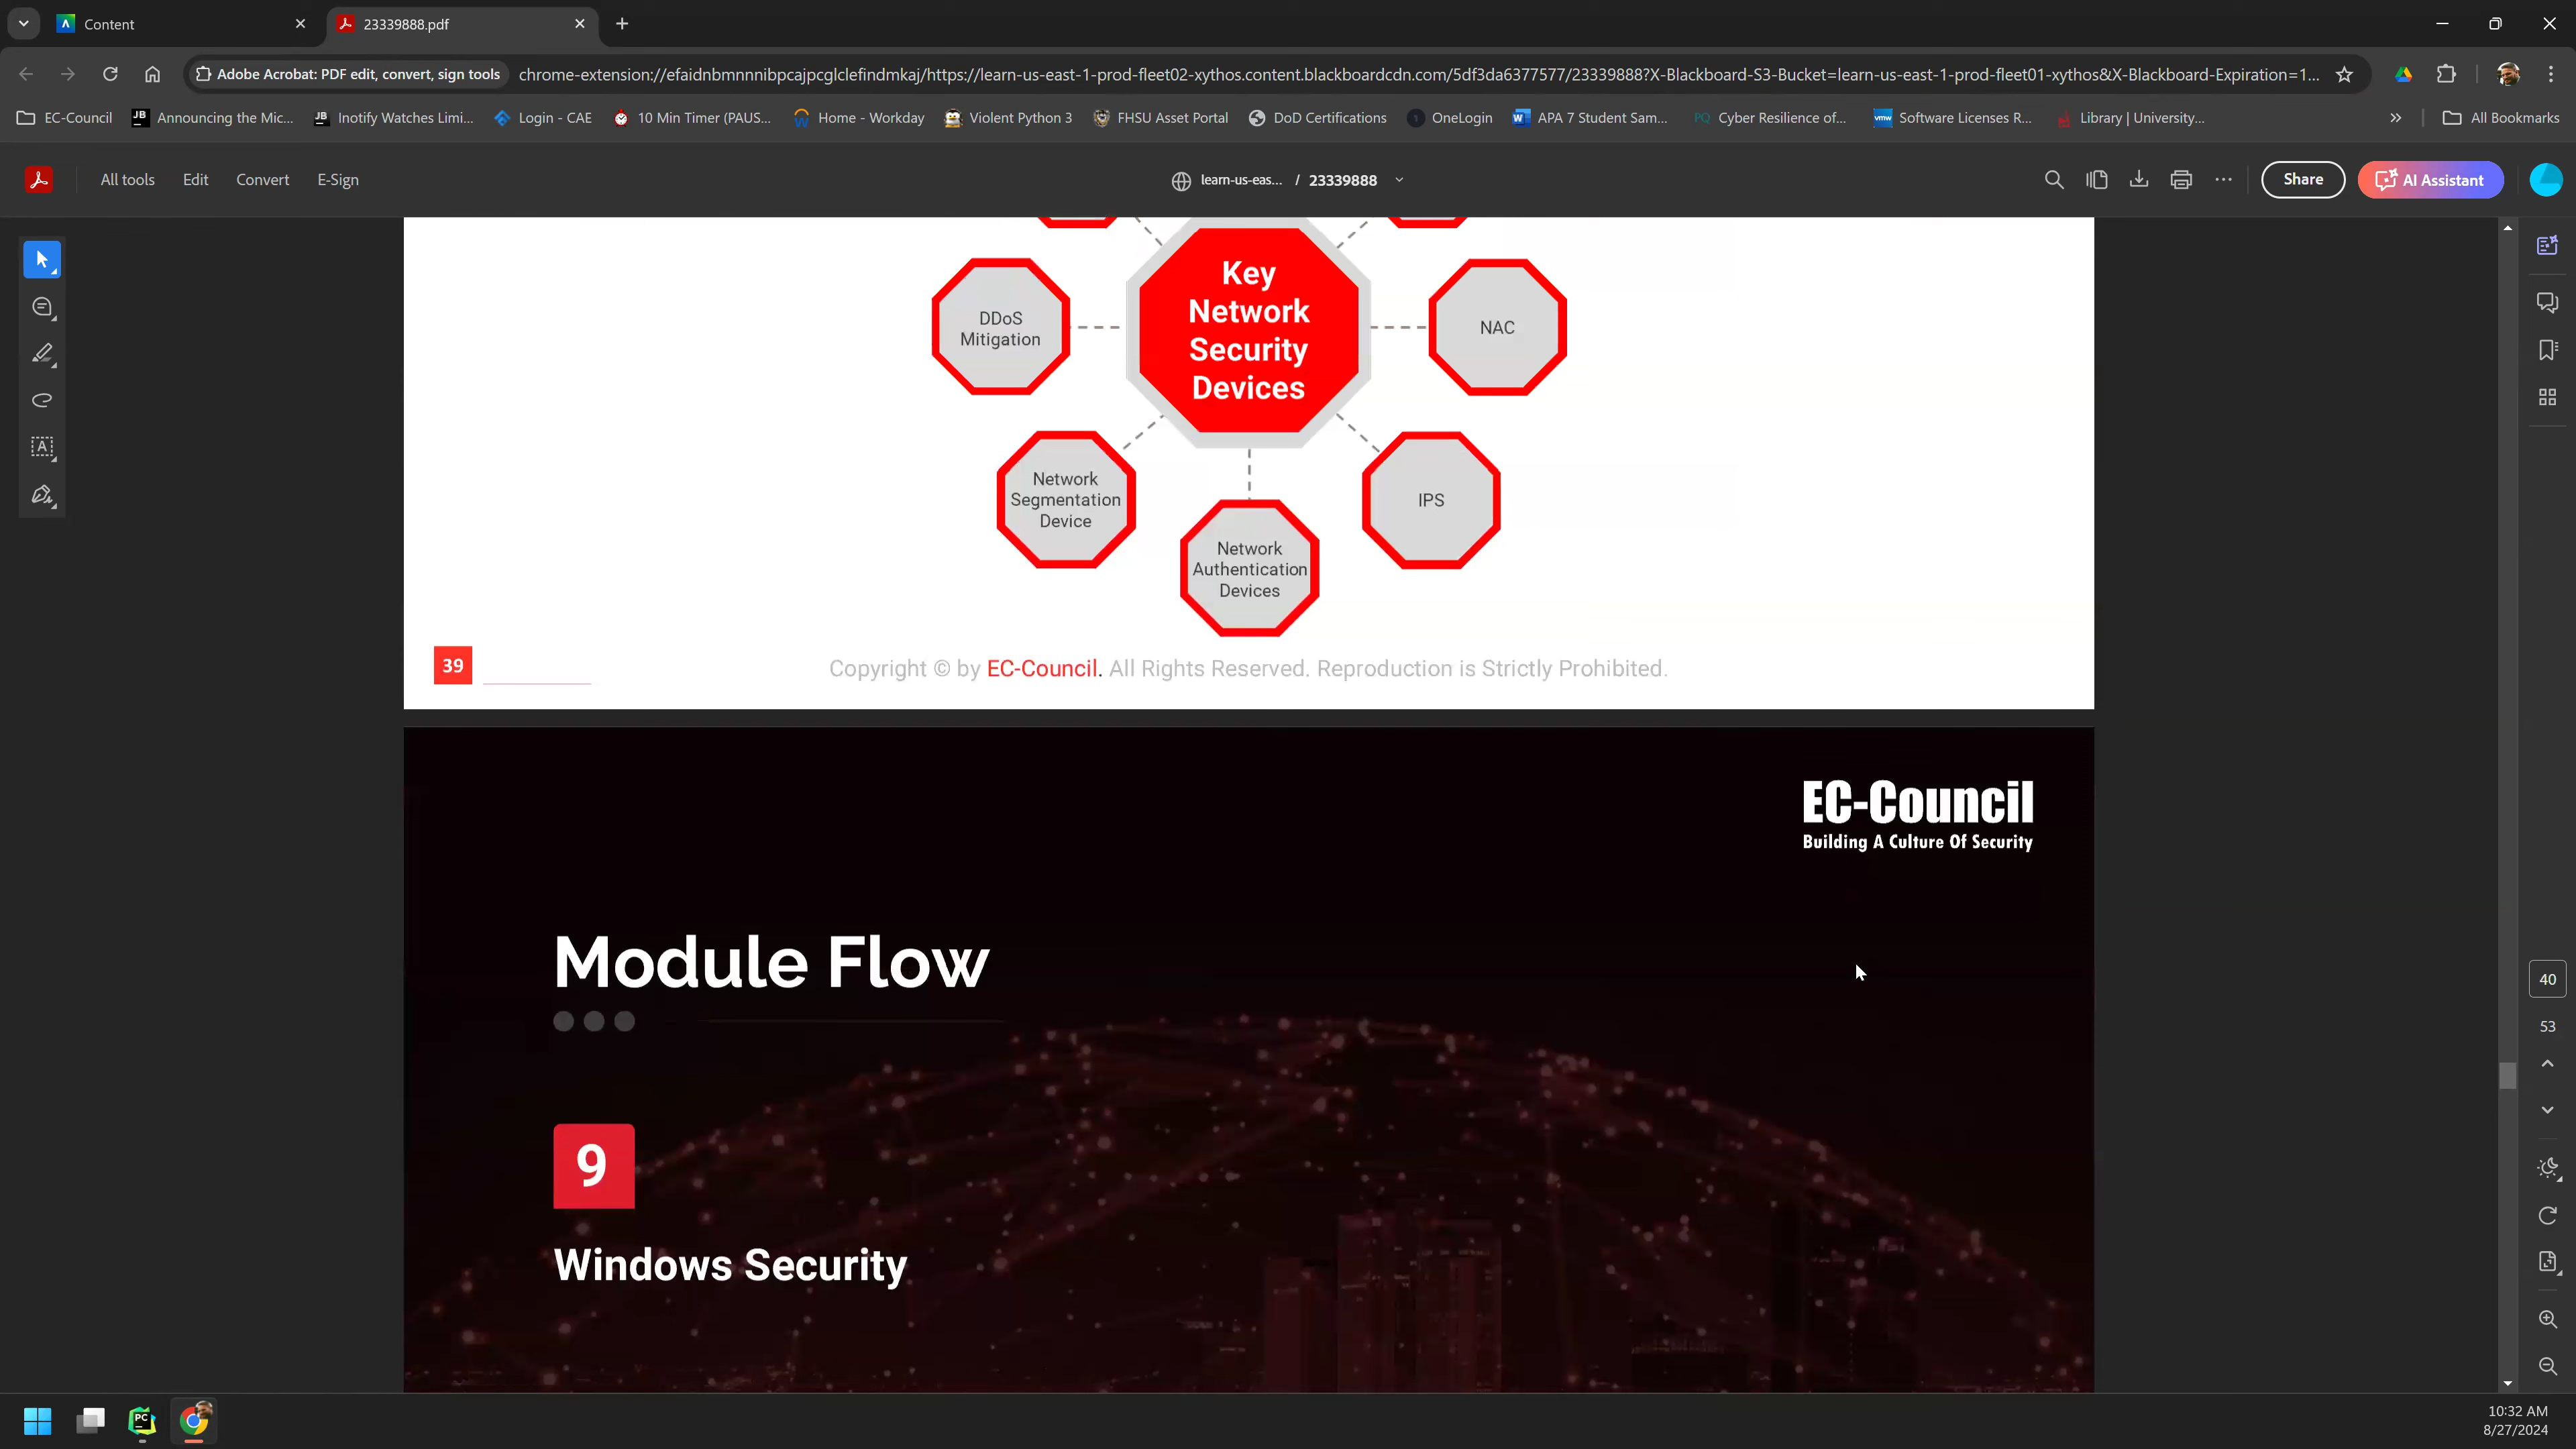 Content
23339888.pdf
Adobe Acrobat: PDF edit, convert, sign tools
chrome-extension://efaidnbmnnnibpcajpcglclefindmkaj/https://learn-us-east-1-prod-fleet02-xythos.content.blackboardcdn.com/5df3da6377577/23339888?X-Blackboard-S3-Bucket=learn-us-east-1-prod-fleet01-xythos&X-Blackboard-Expiration=1...
EC-Council
JB Announcing the Mic...
JB Inotify Watches Limi...
Login - CAE
10 Min Timer (PAUS...
Home - Workday
Violent Python 3
FHSU Asset Portal
DoD Certifications
OneLogin
APA 7 Student Sam...
PQ Cyber Resilience of...
vmw Software Licenses R...
Library | University...
All Bookmarks
All tools
Edit
Convert
E-Sign
learn-us-eas... / 23339888
Share
AI Assistant
Key
Network
Security
Devices
DDoS
Mitigation
NAC
Network
Segmentation
Device
IPS
Network
Authentication
Devices
39
Copyright © by EC-Council. All Rights Reserved. Reproduction is Strictly Prohibited.
EC-Council
Building A Culture Of Security
Module Flow
9
Windows Security
40
53
PC
10:32 AM
8/27/2024